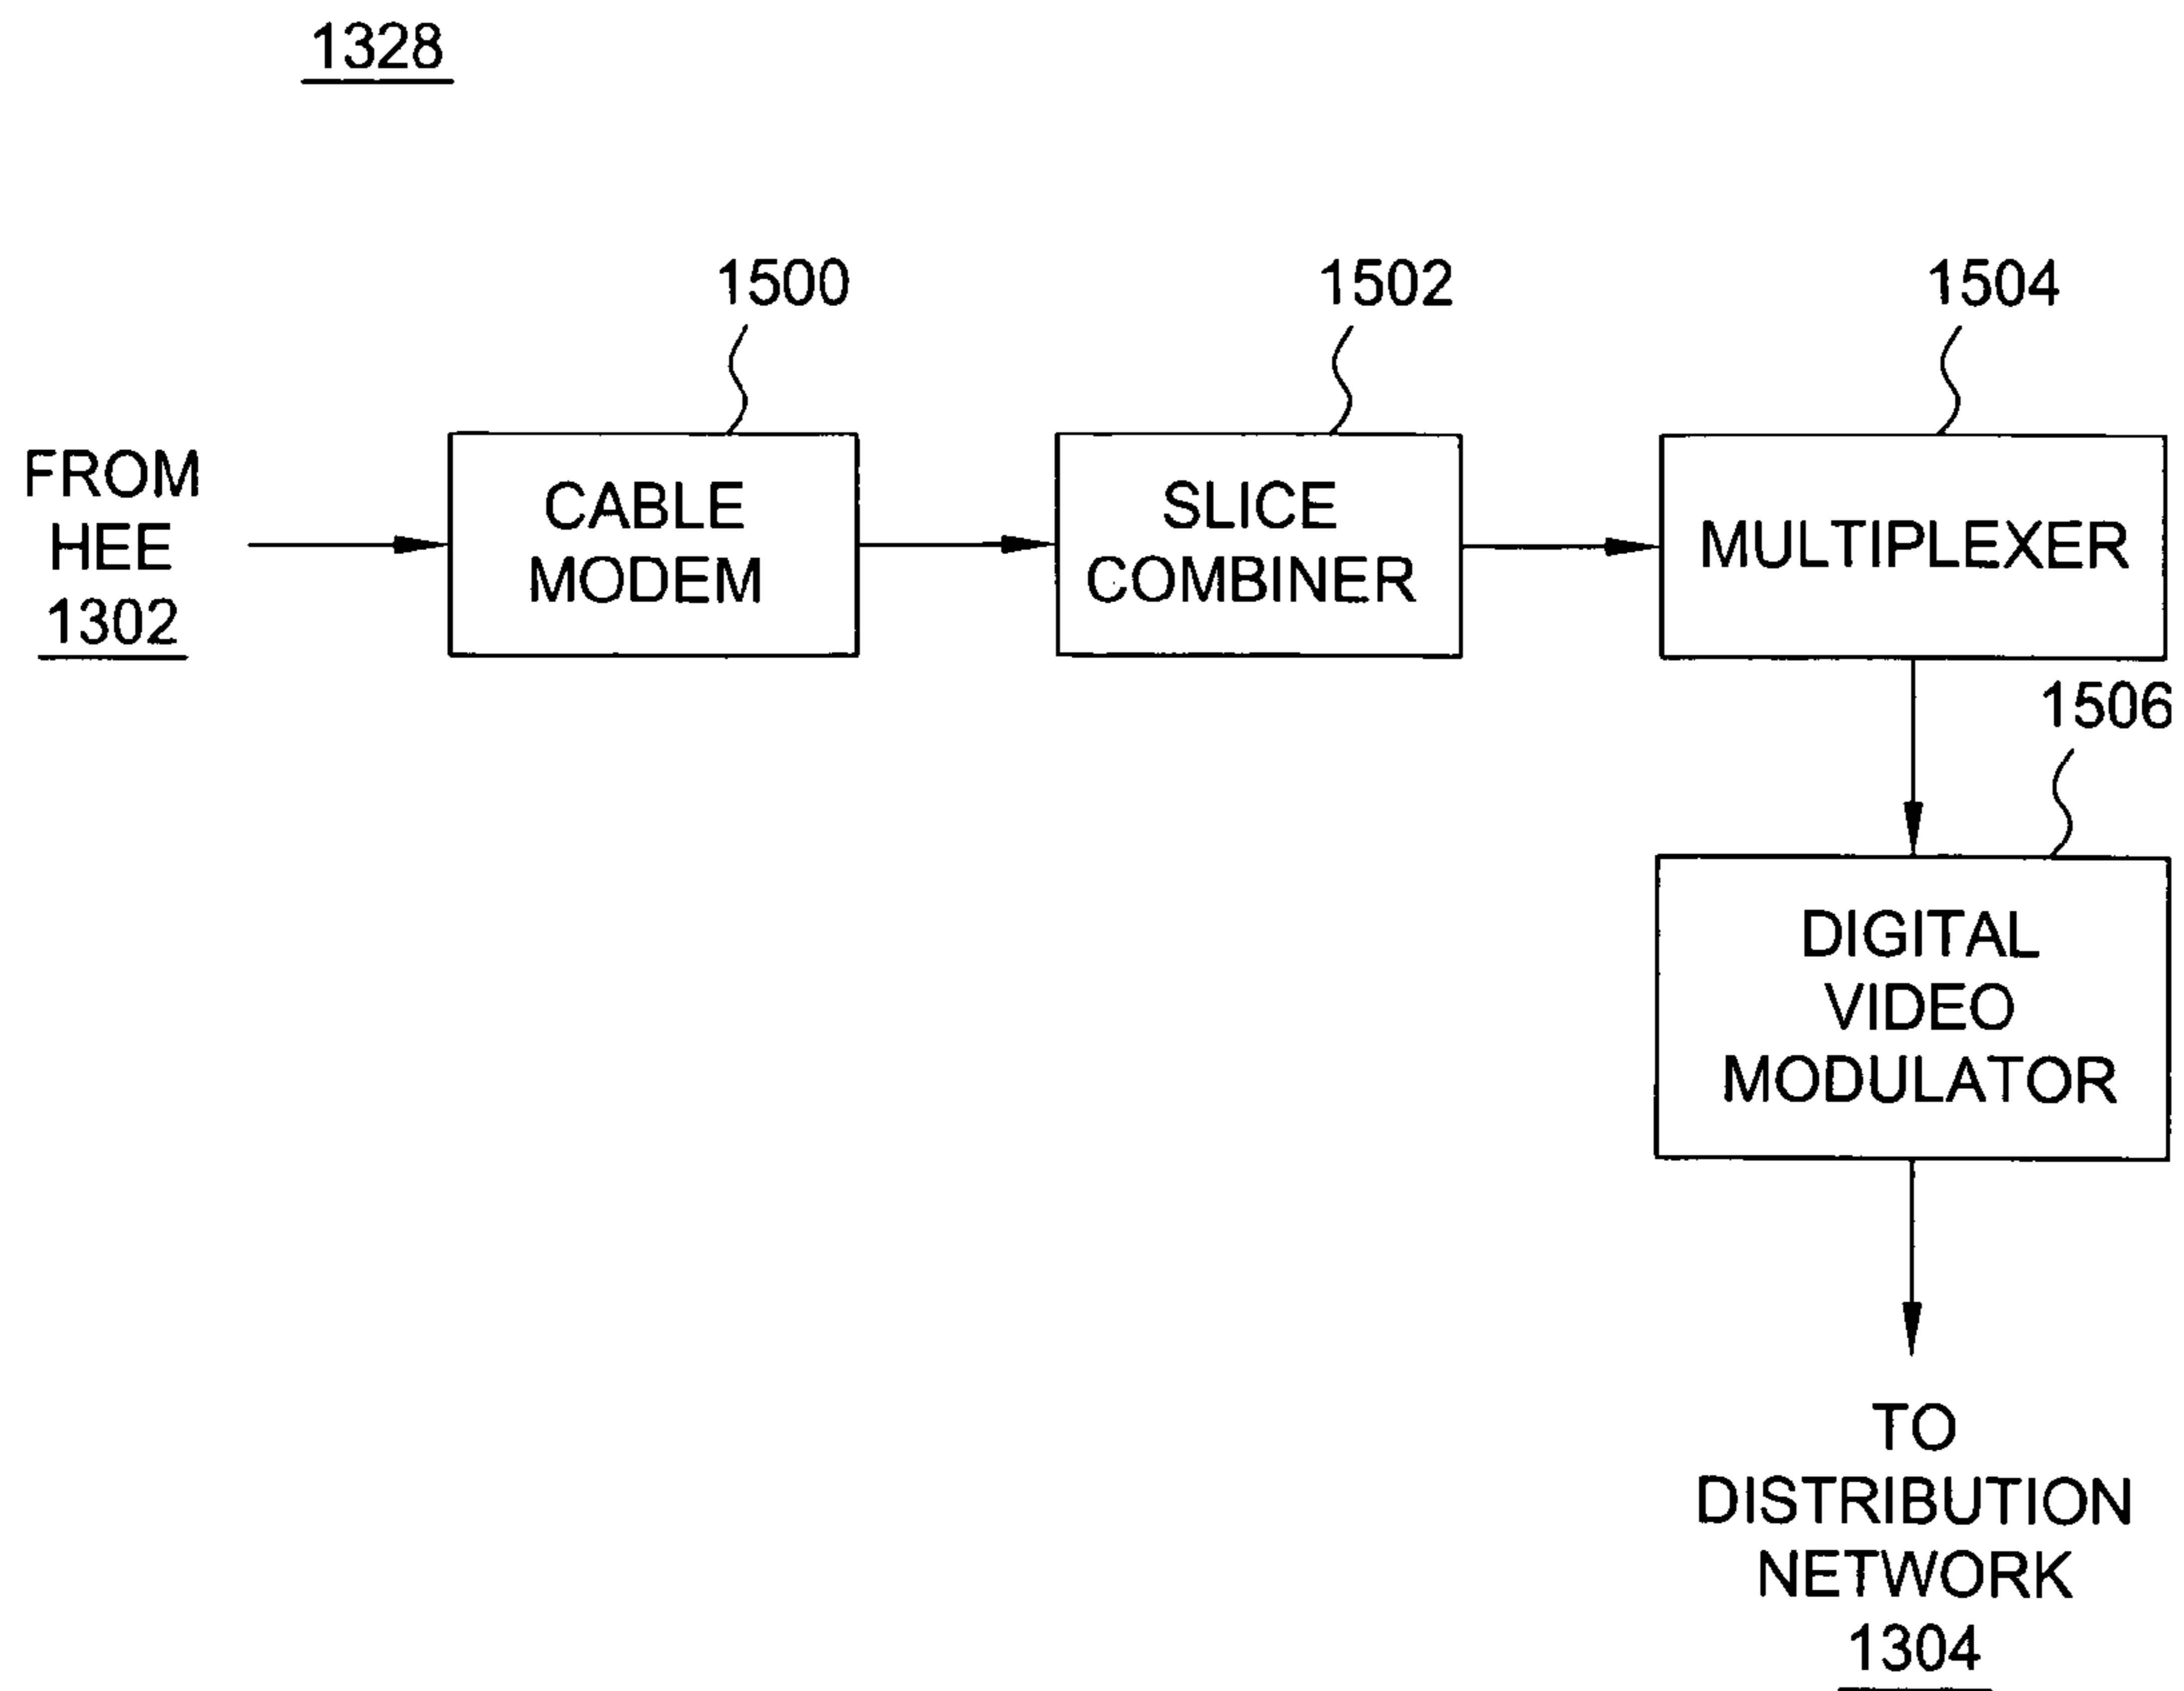 1328
1500
1502
1504
FROM
HEE
1302
CABLE
MODEM
SLICE
COMBINER
MULTIPLEXER
1506
DIGITAL
VIDEO
MODULATOR
TO
DISTRIBUTION
NETWORK
1304